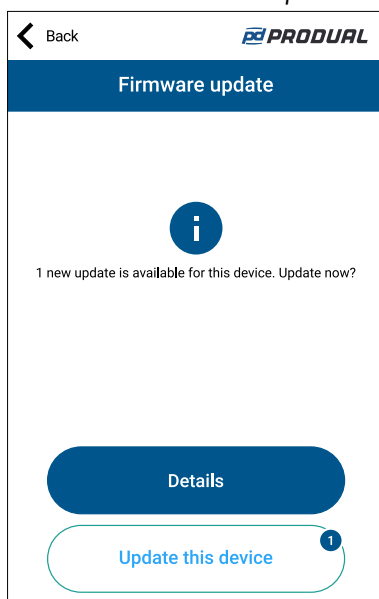 Back
pd PRODUAL
Firmware update
i
1 new update is available for this device. Update now?
Details
1
Update this device